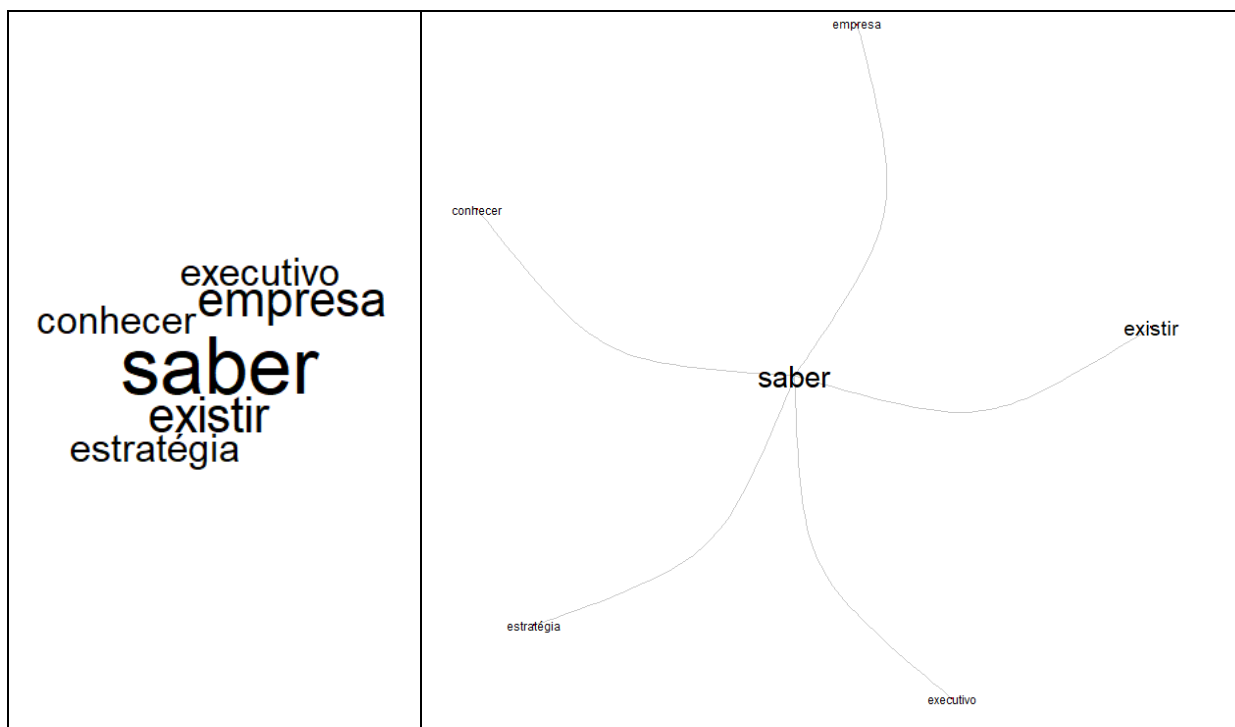 executivo
empresa
conhecer
saber
existir
estratégia
empresa
conhecer
existir
saber
estratégia
executivo